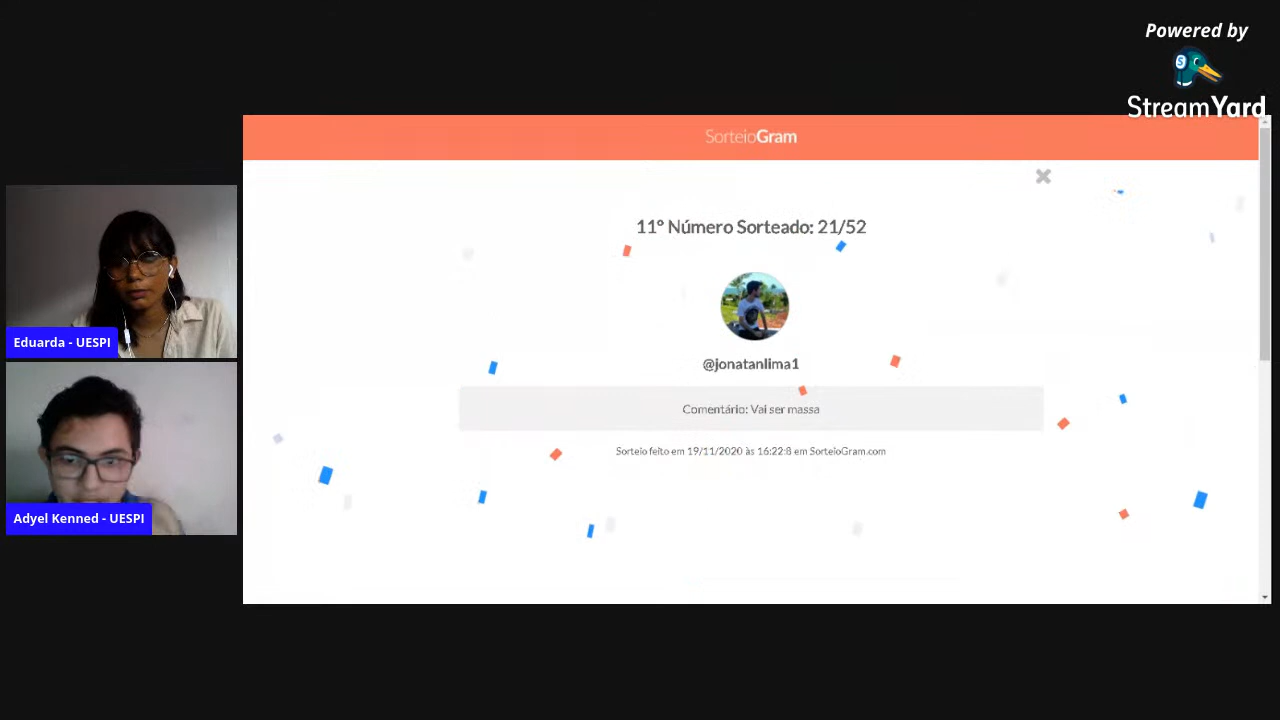 Powered by
StreamYard
SorteioGram
11º Número Sorteado: 21/52
@jonatanlima1
Comentário: Vai ser massa
Sorteio feito em 19/11/2020 às 16:22:8 em SorteioGram.com
Eduarda - UESPI
Adyel Kenned - UESPI